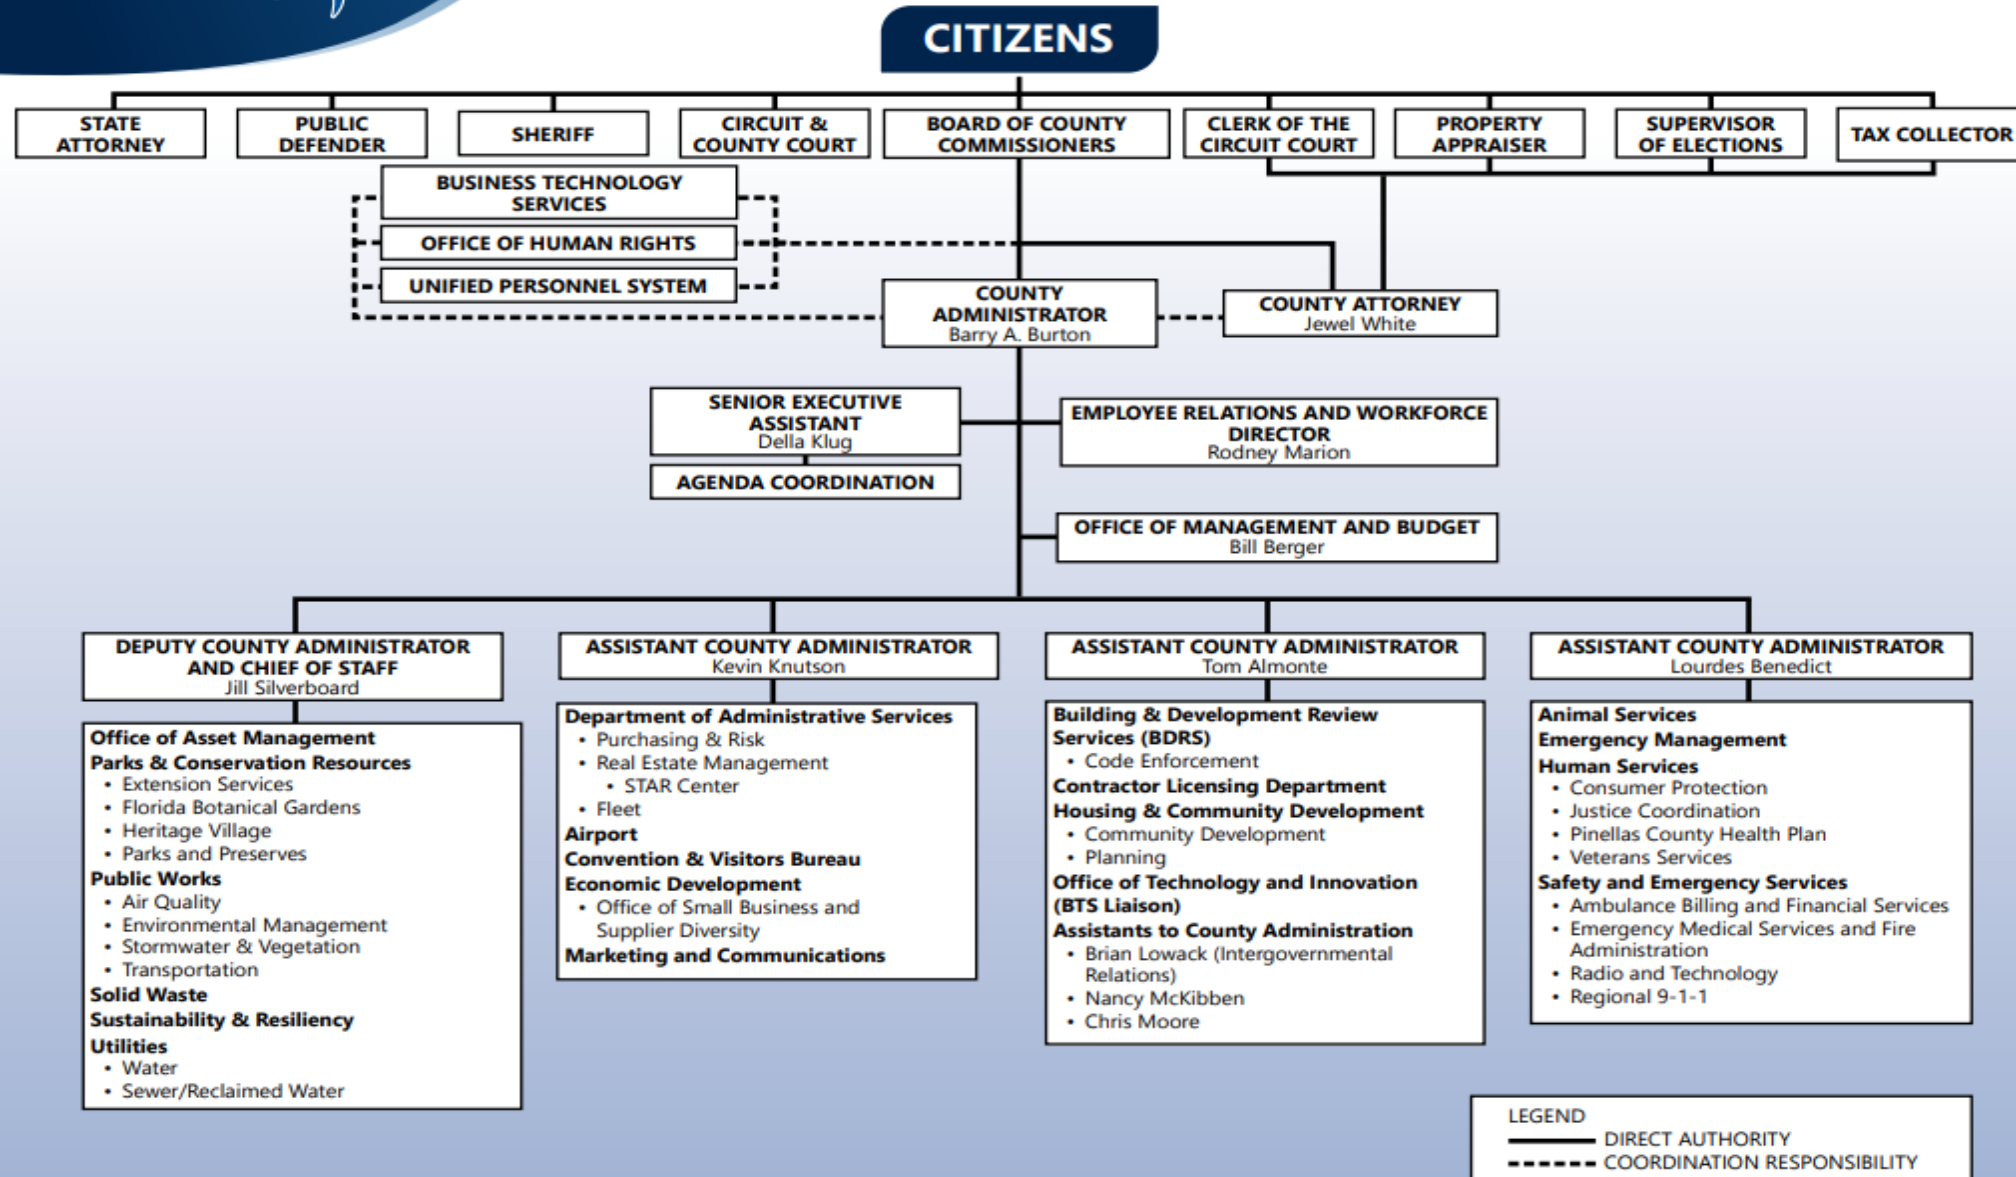 CITIZENS
STATE
ATTORNEY
PUBLIC
DEFENDER
SHERIFF
CIRCUIT &
COUNTY COURT
BOARD OF COUNTY
COMMISSIONERS
CLERK OF THE
CIRCUIT COURT
PROPERTY
APPRAISER
SUPERVISOR
OF ELECTIONS
TAX COLLECTOR
BUSINESS TECHNOLOGY
SERVICES
OFFICE OF HUMAN RIGHTS
UNIFIED PERSONNEL SYSTEM
COUNTY
ADMINISTRATOR
Barry A. Burton
COUNTY ATTORNEY
Jewel White
SENIOR EXECUTIVE
ASSISTANT
Della Klug
AGENDA COORDINATION
EMPLOYEE RELATIONS AND WORKFORCE
DIRECTOR
Rodney Marion
OFFICE OF MANAGEMENT AND BUDGET
Bill Berger
DEPUTY COUNTY ADMINISTRATOR
AND CHIEF OF STAFF
Jill Silverboard
Office of Asset Management
Parks & Conservation Resources
• Extension Services
• Florida Botanical Gardens
• Heritage Village
• Parks and Preserves
Public Works
• Air Quality
• Environmental Management
• Stormwater & Vegetation
• Transportation
Solid Waste
Sustainability & Resiliency
Utilities
• Water
• Sewer/Reclaimed Water
ASSISTANT COUNTY ADMINISTRATOR
Kevin Knutson
Department of Administrative Services
• Purchasing & Risk
• Real Estate Management
• STAR Center
• Fleet
Airport
Convention & Visitors Bureau
Economic Development
• Office of Small Business and
Supplier Diversity
Marketing and Communications
ASSISTANT COUNTY ADMINISTRATOR
Tom Almonte
Building & Development Review
Services (BDRS)
• Code Enforcement
Contractor Licensing Department
Housing & Community Development
• Community Development
• Planning
Office of Technology and Innovation
(BTS Liaison)
Assistants to County Administration
• Brian Lowack (Intergovernmental
Relations)
• Nancy McKibben
• Chris Moore
ASSISTANT COUNTY ADMINISTRATOR
Lourdes Benedict
Animal Services
Emergency Management
Human Services
• Consumer Protection
• Justice Coordination
• Pinellas County Health Plan
• Veterans Services
Safety and Emergency Services
• Ambulance Billing and Financial Services
• Emergency Medical Services and Fire
Administration
• Radio and Technology
• Regional 9-1-1
LEGEND
DIRECT AUTHORITY
COORDINATION RESPONSIBILITY